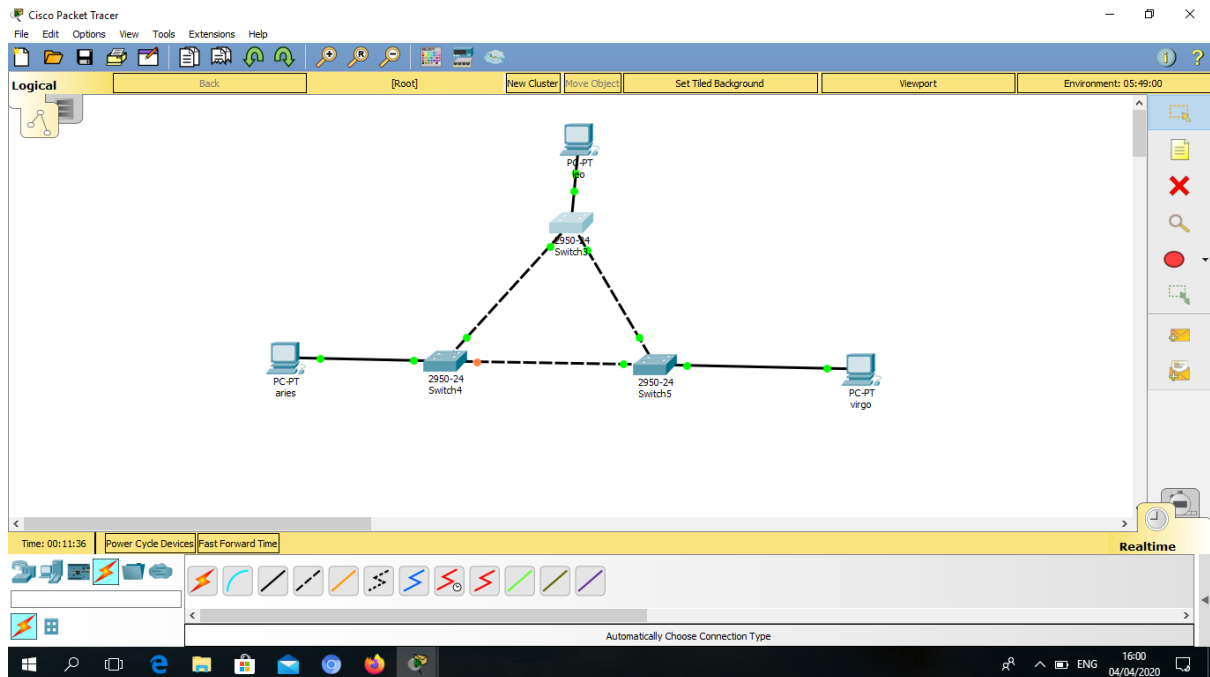 Cisco Packet Tracer
File Edit Options View Tools Extensions Help
Logical Back [Root] New Cluster Move Object Set Tiled Background Viewport Environment: 05:49:00
PC-PT
leo
2950-24
Switch3
PC-PT
aries
2950-24
Switch4
2950-24
Switch5
PC-PT
virgo
Time: 00:11:36 Power Cycle Devices Fast Forward Time Realtime
Automatically Choose Connection Type
ENG
16:00
04/04/2020